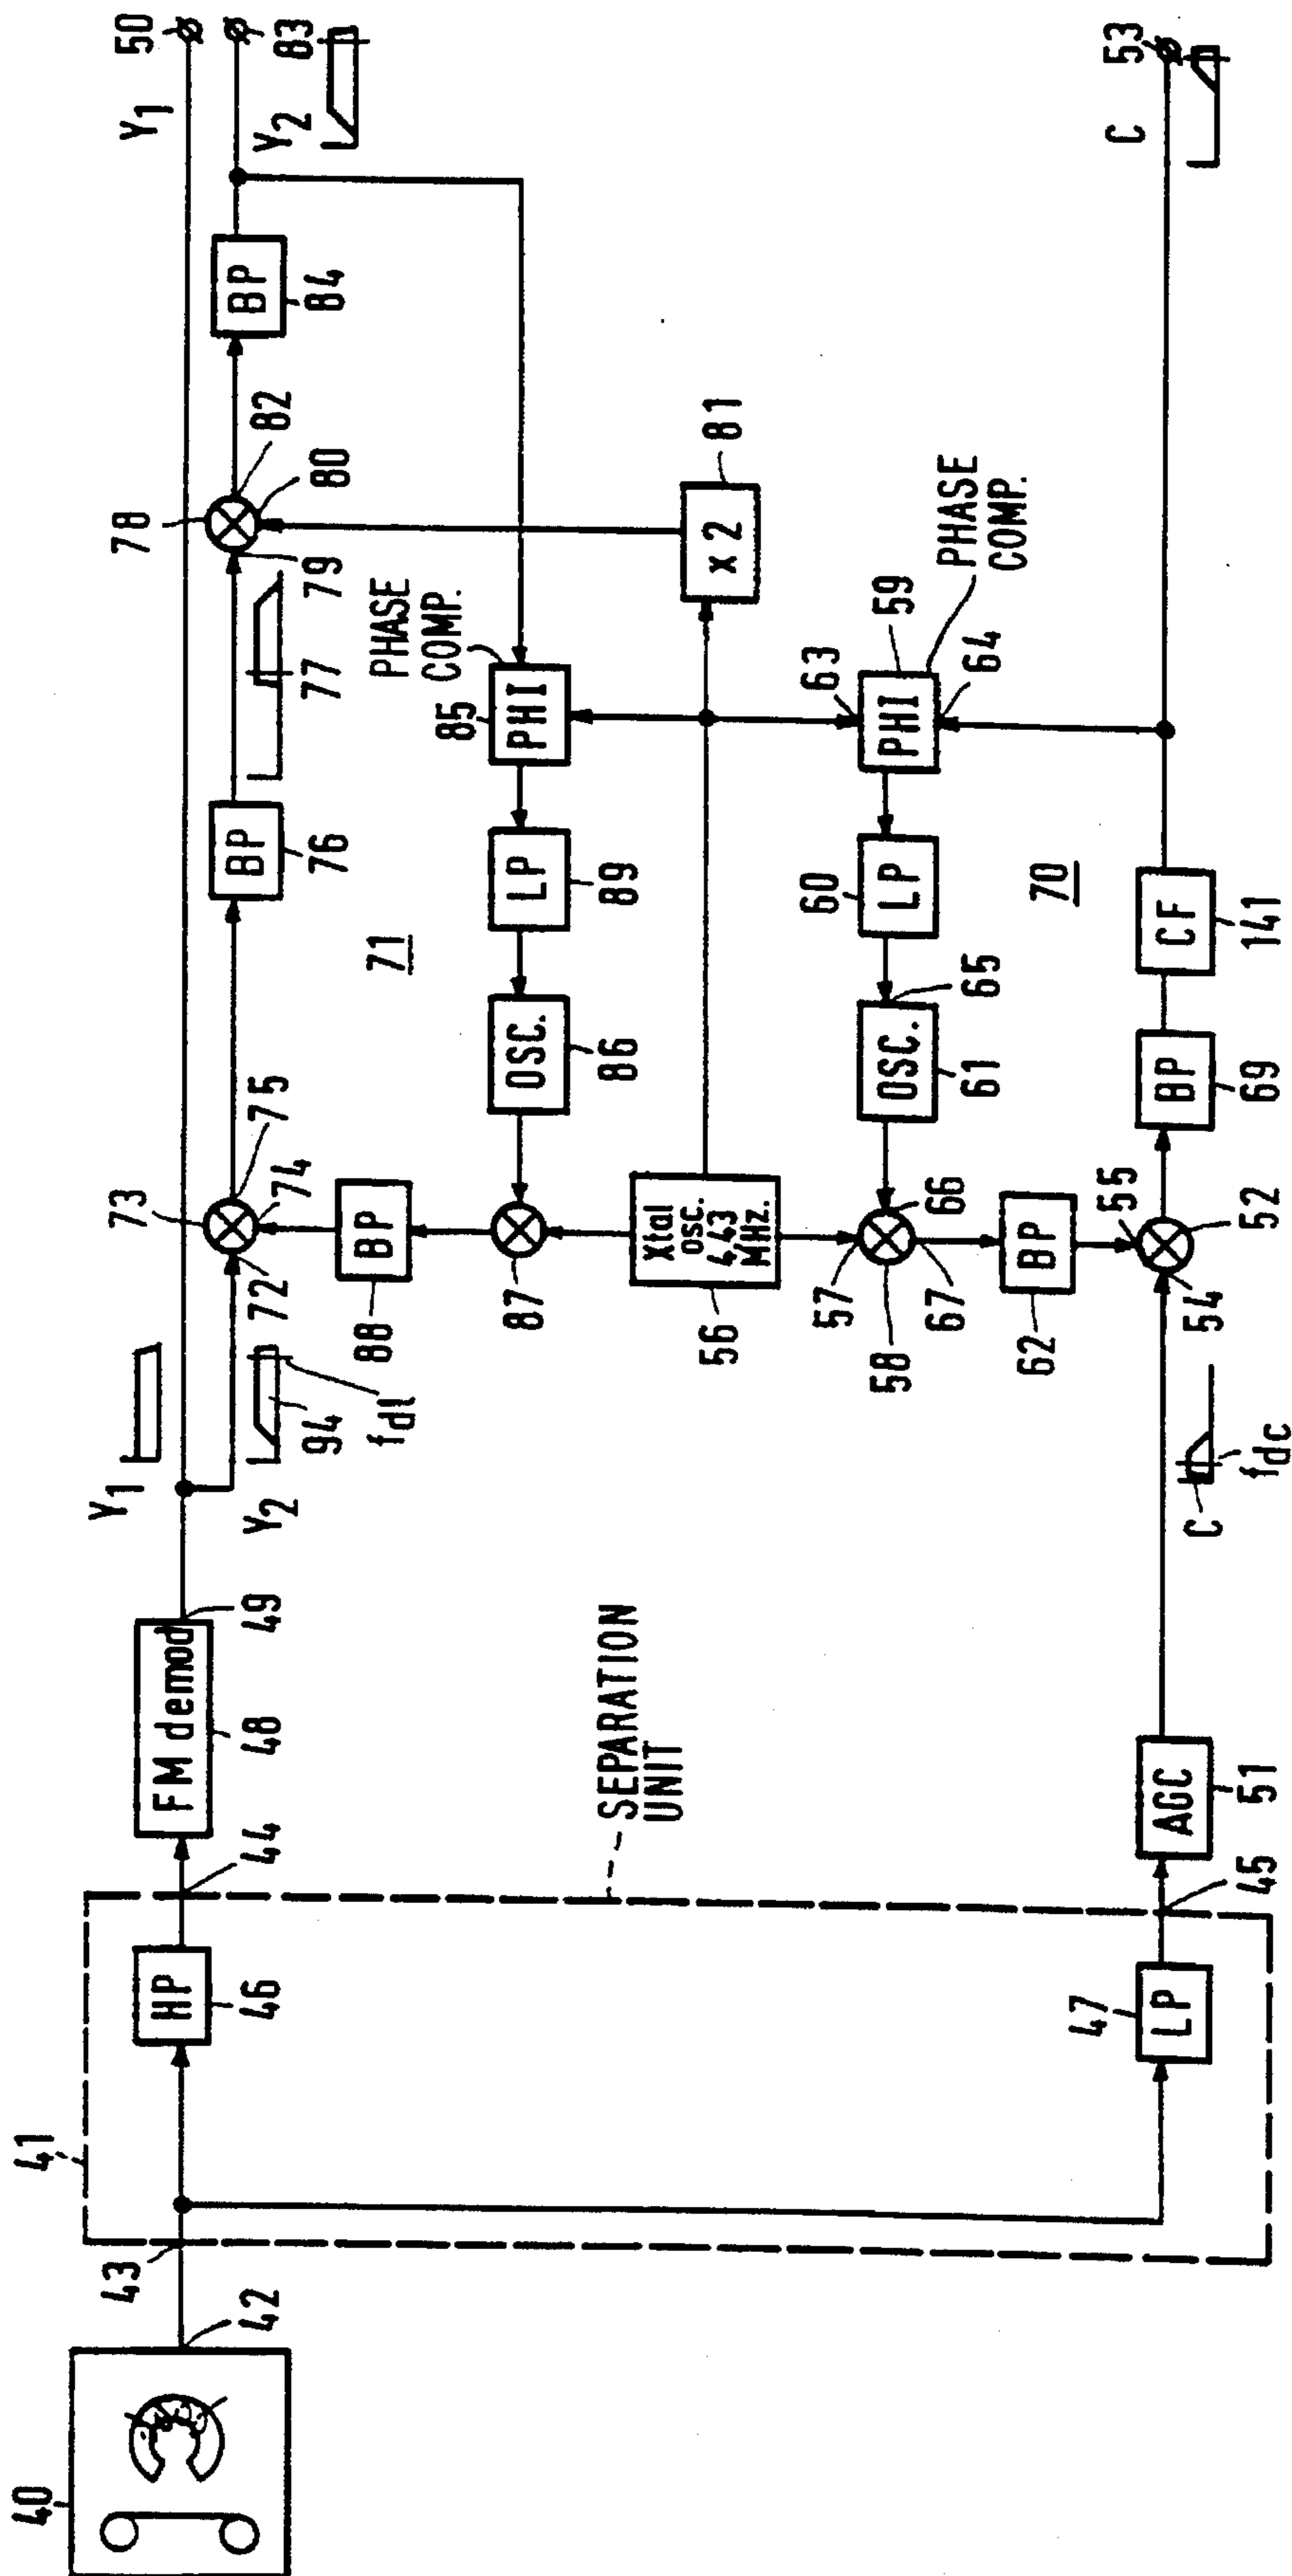 40
42
43
41
HP
46
44
FM demod
48
49
Y1
Y2
94
fdl
72
73
74
75
BP
76
77
79
78
80
82
BP
84
Y1
50
Y2
83
BP
88
87
OSC.
86
71
LP
89
PHI
85
PHASE
COMP.
Xtal
osc.
4,43
MHz.
56
x 2
81
57
58
66
67
OSC.
61
65
LP
60
PHI
59
63
64
PHASE
COMP.
70
BP
62
SEPARATION
UNIT
LP
47
45
AGC
51
C
fdc
54
55
52
BP
69
CF
141
C
53